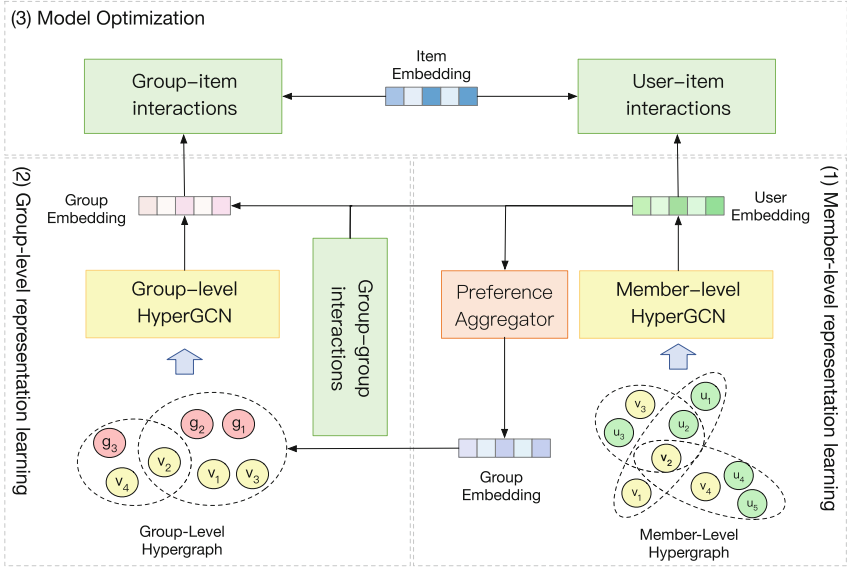 (3) Model Optimization
Group-item
interactions
Item
Embedding
User-item
interactions
(2) Group-level representation learning
Group
Embedding
Group-level
HyperGCN
Group-group
interactions
g₃
v₄
v₂
g₂
g₁
v₁
v₃
Group-Level
Hypergraph
(1) Member-level representation learning
User
Embedding
Preference
Aggregator
Member-level
HyperGCN
Group
Embedding
v₃
u₁
u₃
u₂
v₂
v₁
v₄
u₄
u₅
Member-Level
Hypergraph